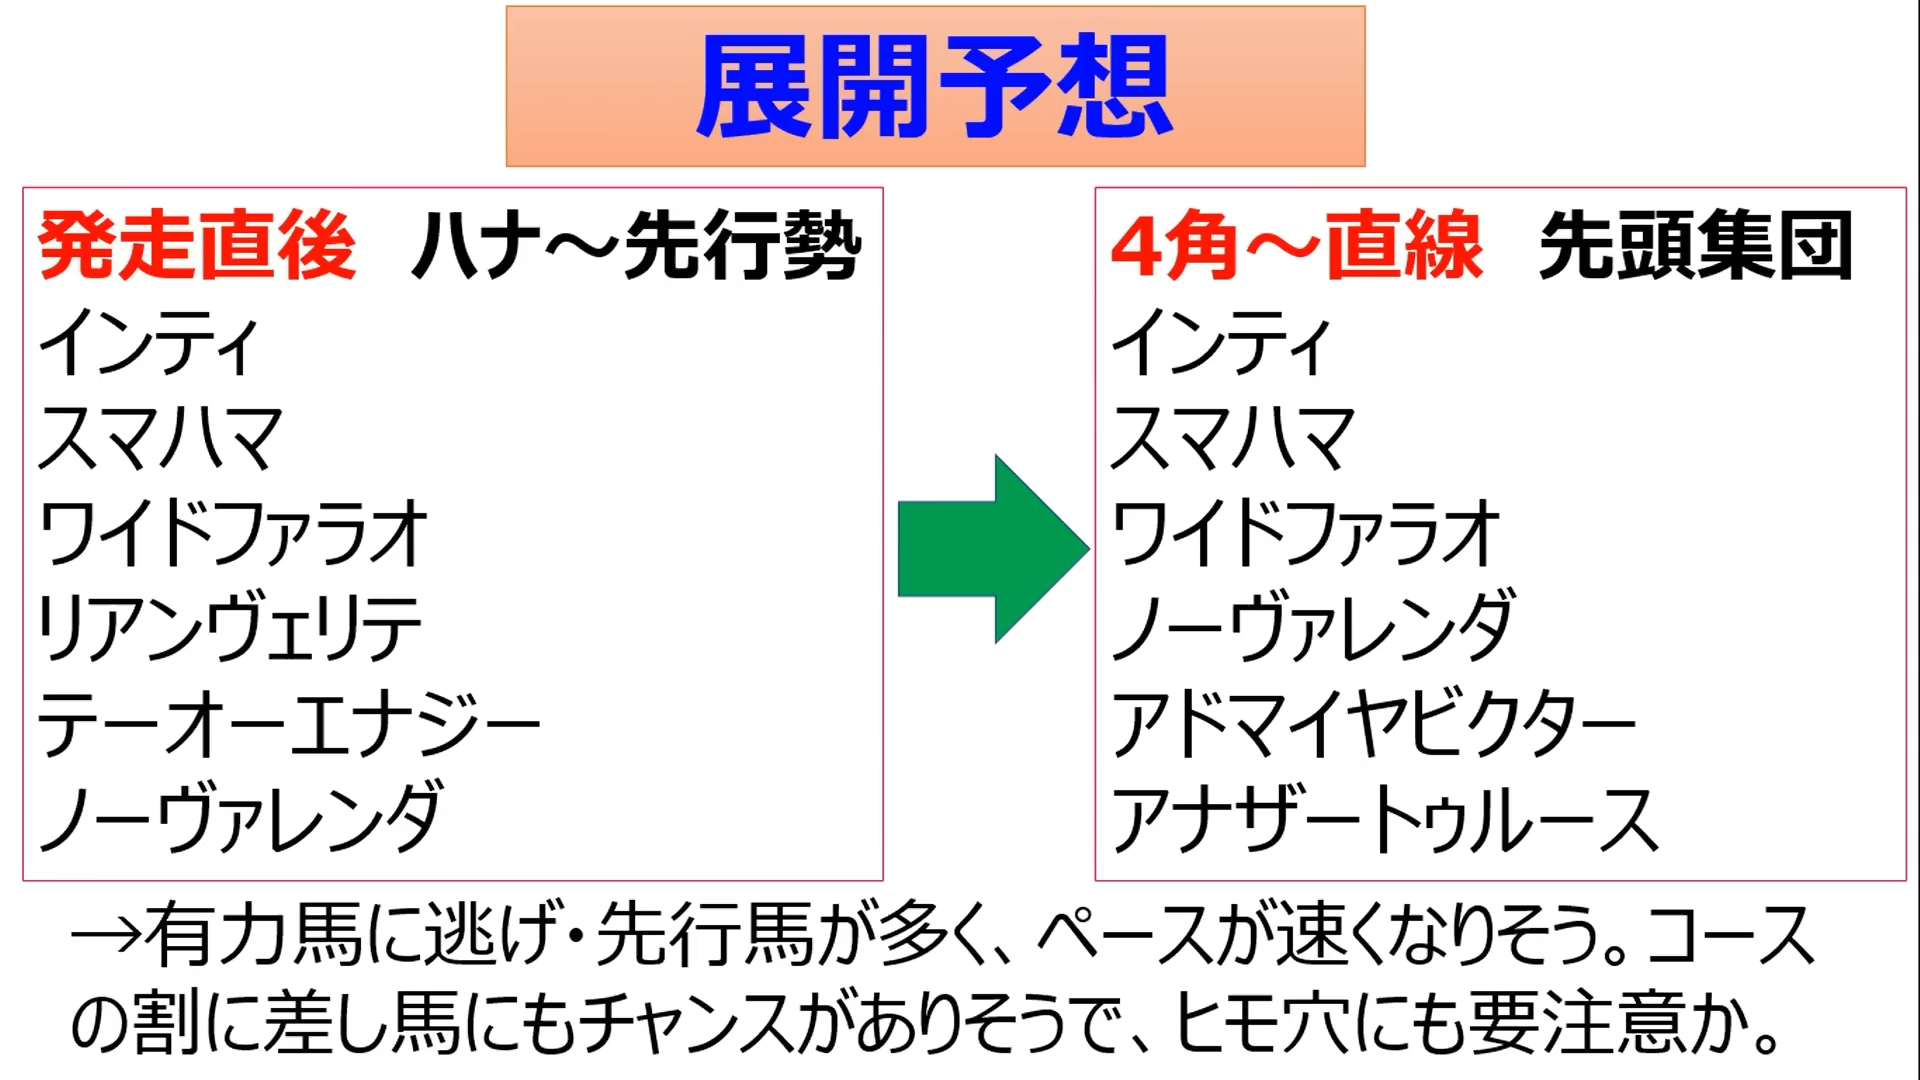 展開予想
発走直後 ハナ～先行勢
インティ
スマハマ
ワイドファラオ
リアンヴェリテ
テーオーエナジー
ノーヴァレンダ
4角～直線 先頭集団
インティ
スマハマ
ワイドファラオ
ノーヴァレンダ
アドマイヤビクター
アナザートゥルース
→有力馬に逃げ・先行馬が多く、ペースが速くなりそう。コース
の割に差し馬にもチャンスがありそうで、ヒモ穴にも要注意か。